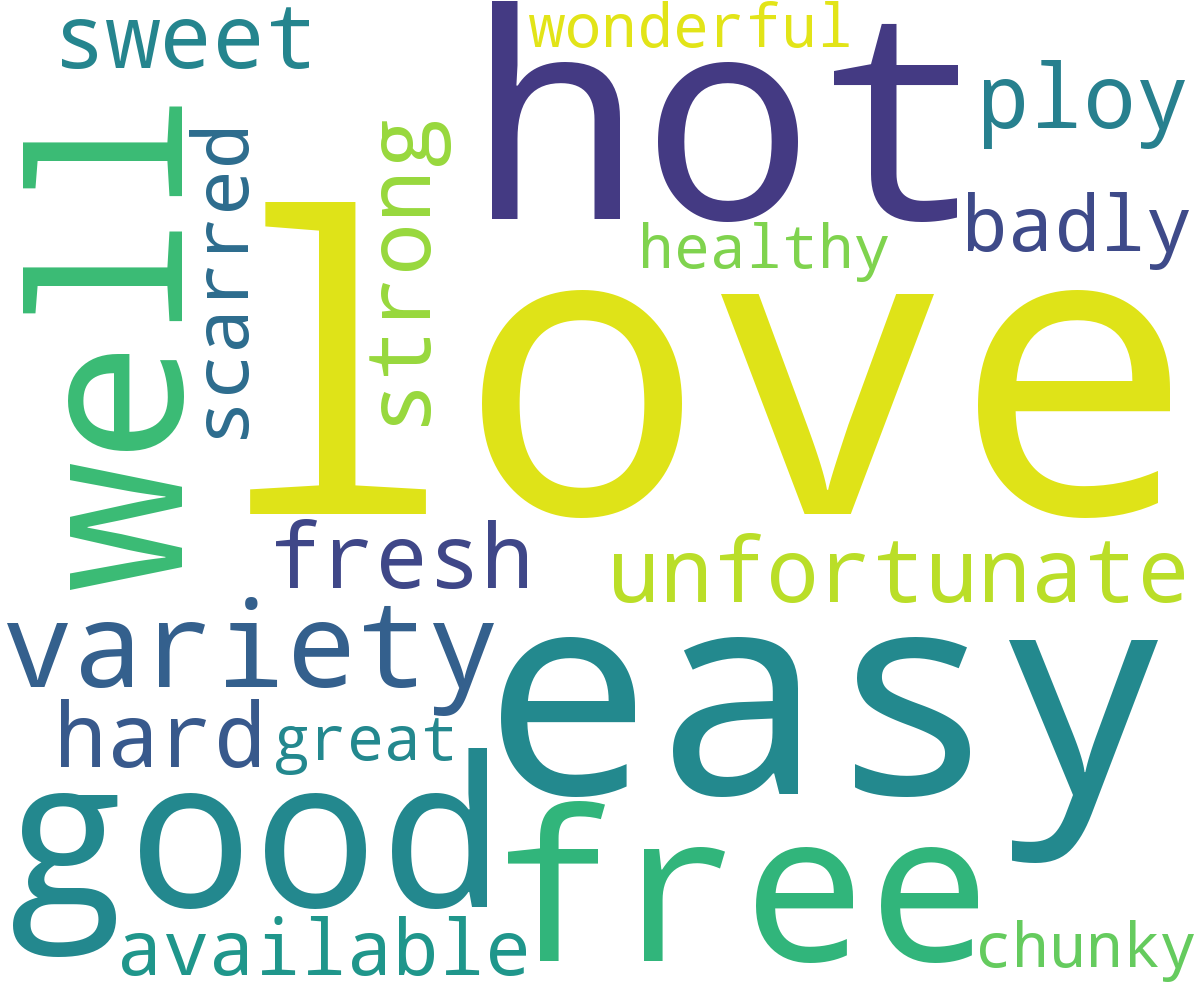 sweet
wonderful
hot
ploy
well
scarred
strong
badly
healthy
love
fresh
unfortunate
variety
easy
hard
great
good
free
available
chunky